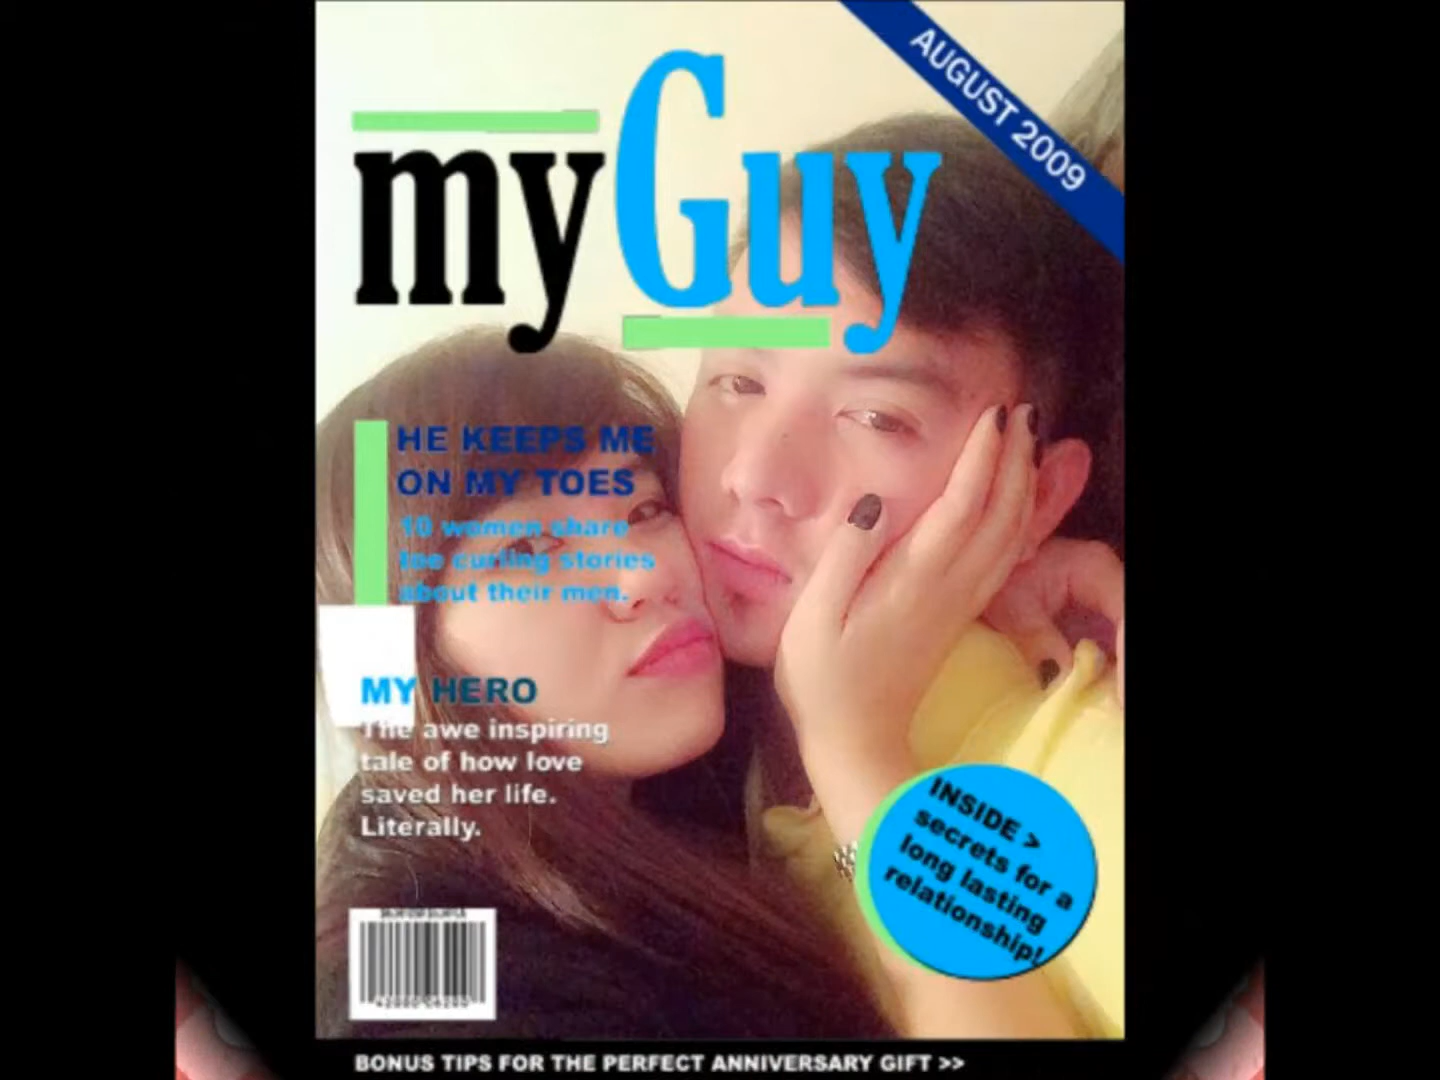 AUGUST 2009
myGuy
HE KEEPS ME
ON MY TOES
10 women share
toe curling stories
about their men.
MY HERO
The awe inspiring
tale of how love
saved her life.
Literally.
INSIDE >
secrets for a
long lasting
relationship!
BONUS TIPS FOR THE PERFECT ANNIVERSARY GIFT >>